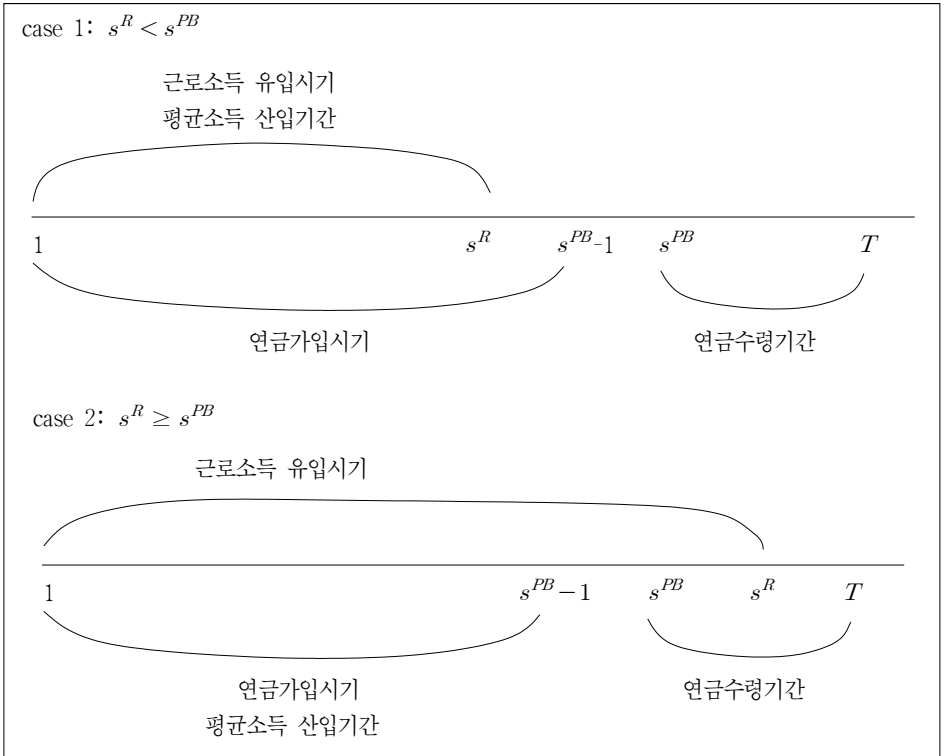 case 1: s^R < s^PB
근로소득 유입시기
평균소득 산입기간
1 s^R s^PB-1 s^PB T
연금가입시기 연금수령기간
case 2: s^R ≥ s^PB
근로소득 유입시기
1 s^PB−1 s^PB s^R T
연금가입시기 연금수령기간
평균소득 산입기간